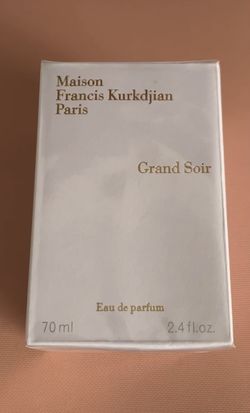 Maison
Francis Kurkdjian
Paris
Grand Soir
Eau de parfum
70 ml 2.4 fl.oz.